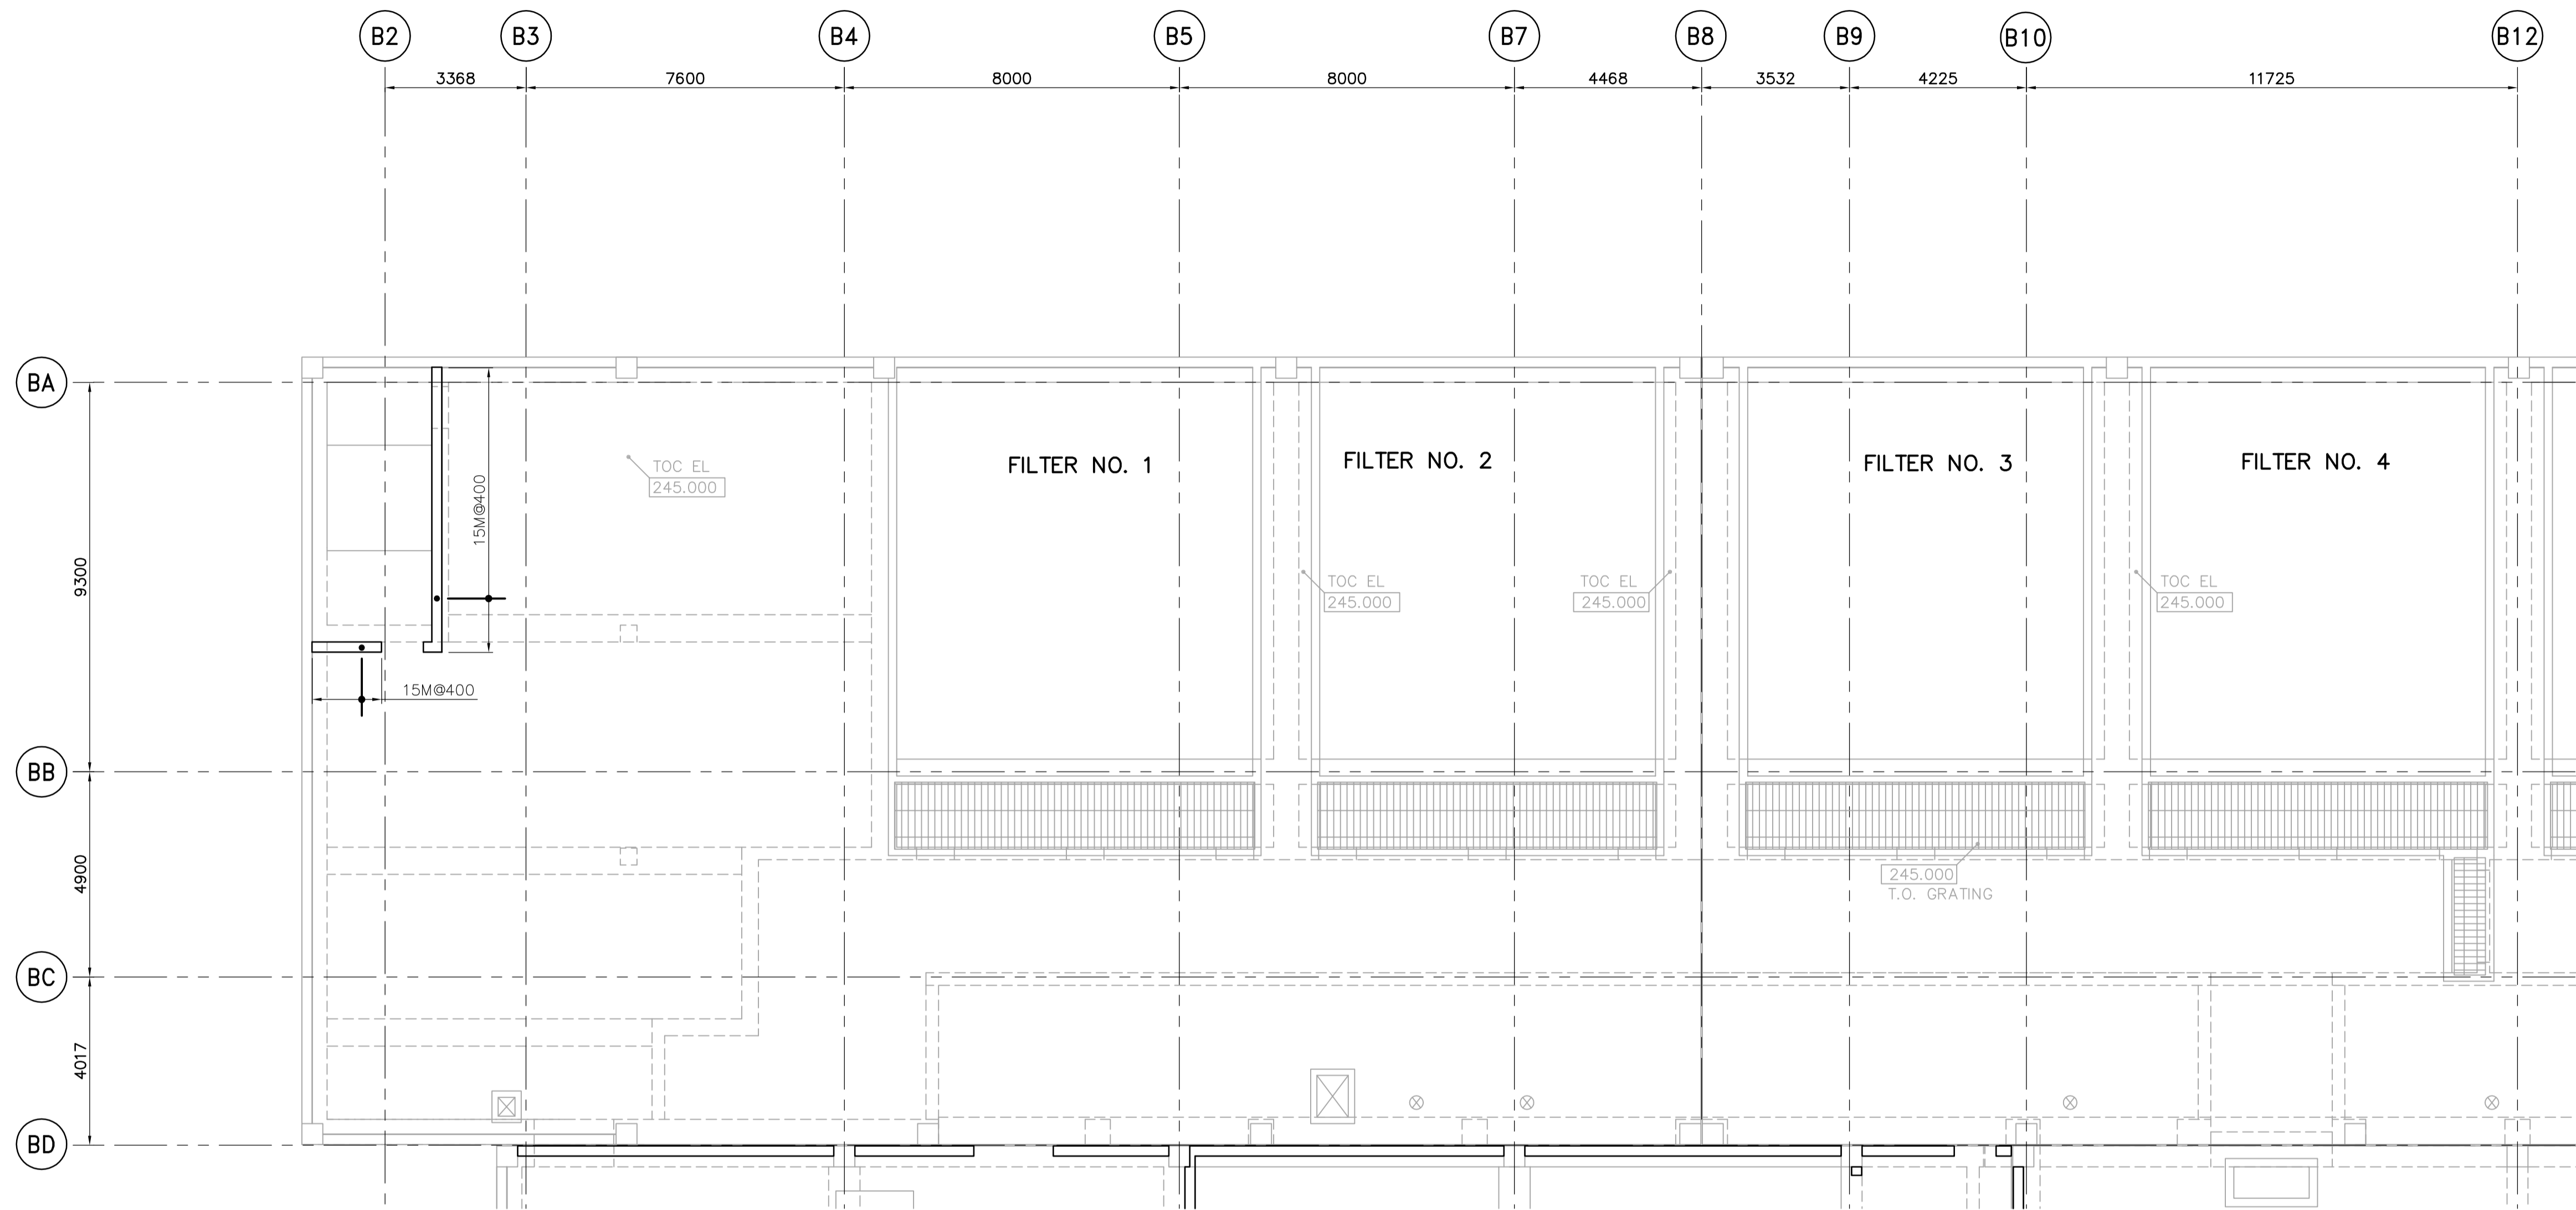 B2 B3 B4 B5 B7 B8 B9 B10 B12
3368 7600 8000 8000 4468 3532 4225 11725
BA
FILTER NO. 1 FILTER NO. 2 FILTER NO. 3 FILTER NO. 4
TOC EL
245.000
15M@400
9300
TOC EL TOC EL TOC EL
245.000 245.000 245.000
15M@400
BB
4900
245.000
T.O. GRATING
BC
4017
BD